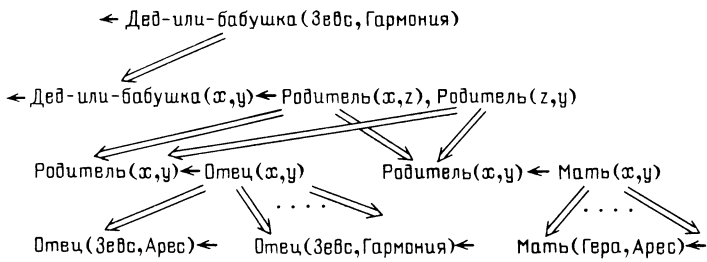 ← Дед-или-бабушка(Зевс,Гармония)
← Дед-или-бабушка(x,y) ← Родитель(x,z), Родитель(z,y)
Родитель(x,y) ← Отец(x,y) Родитель(x,y) ← Мать(x,y)
.... ....
Отец(Зевс,Арес) ← Отец(Зевс,Гармония) ← Мать(Гера,Арес) ←